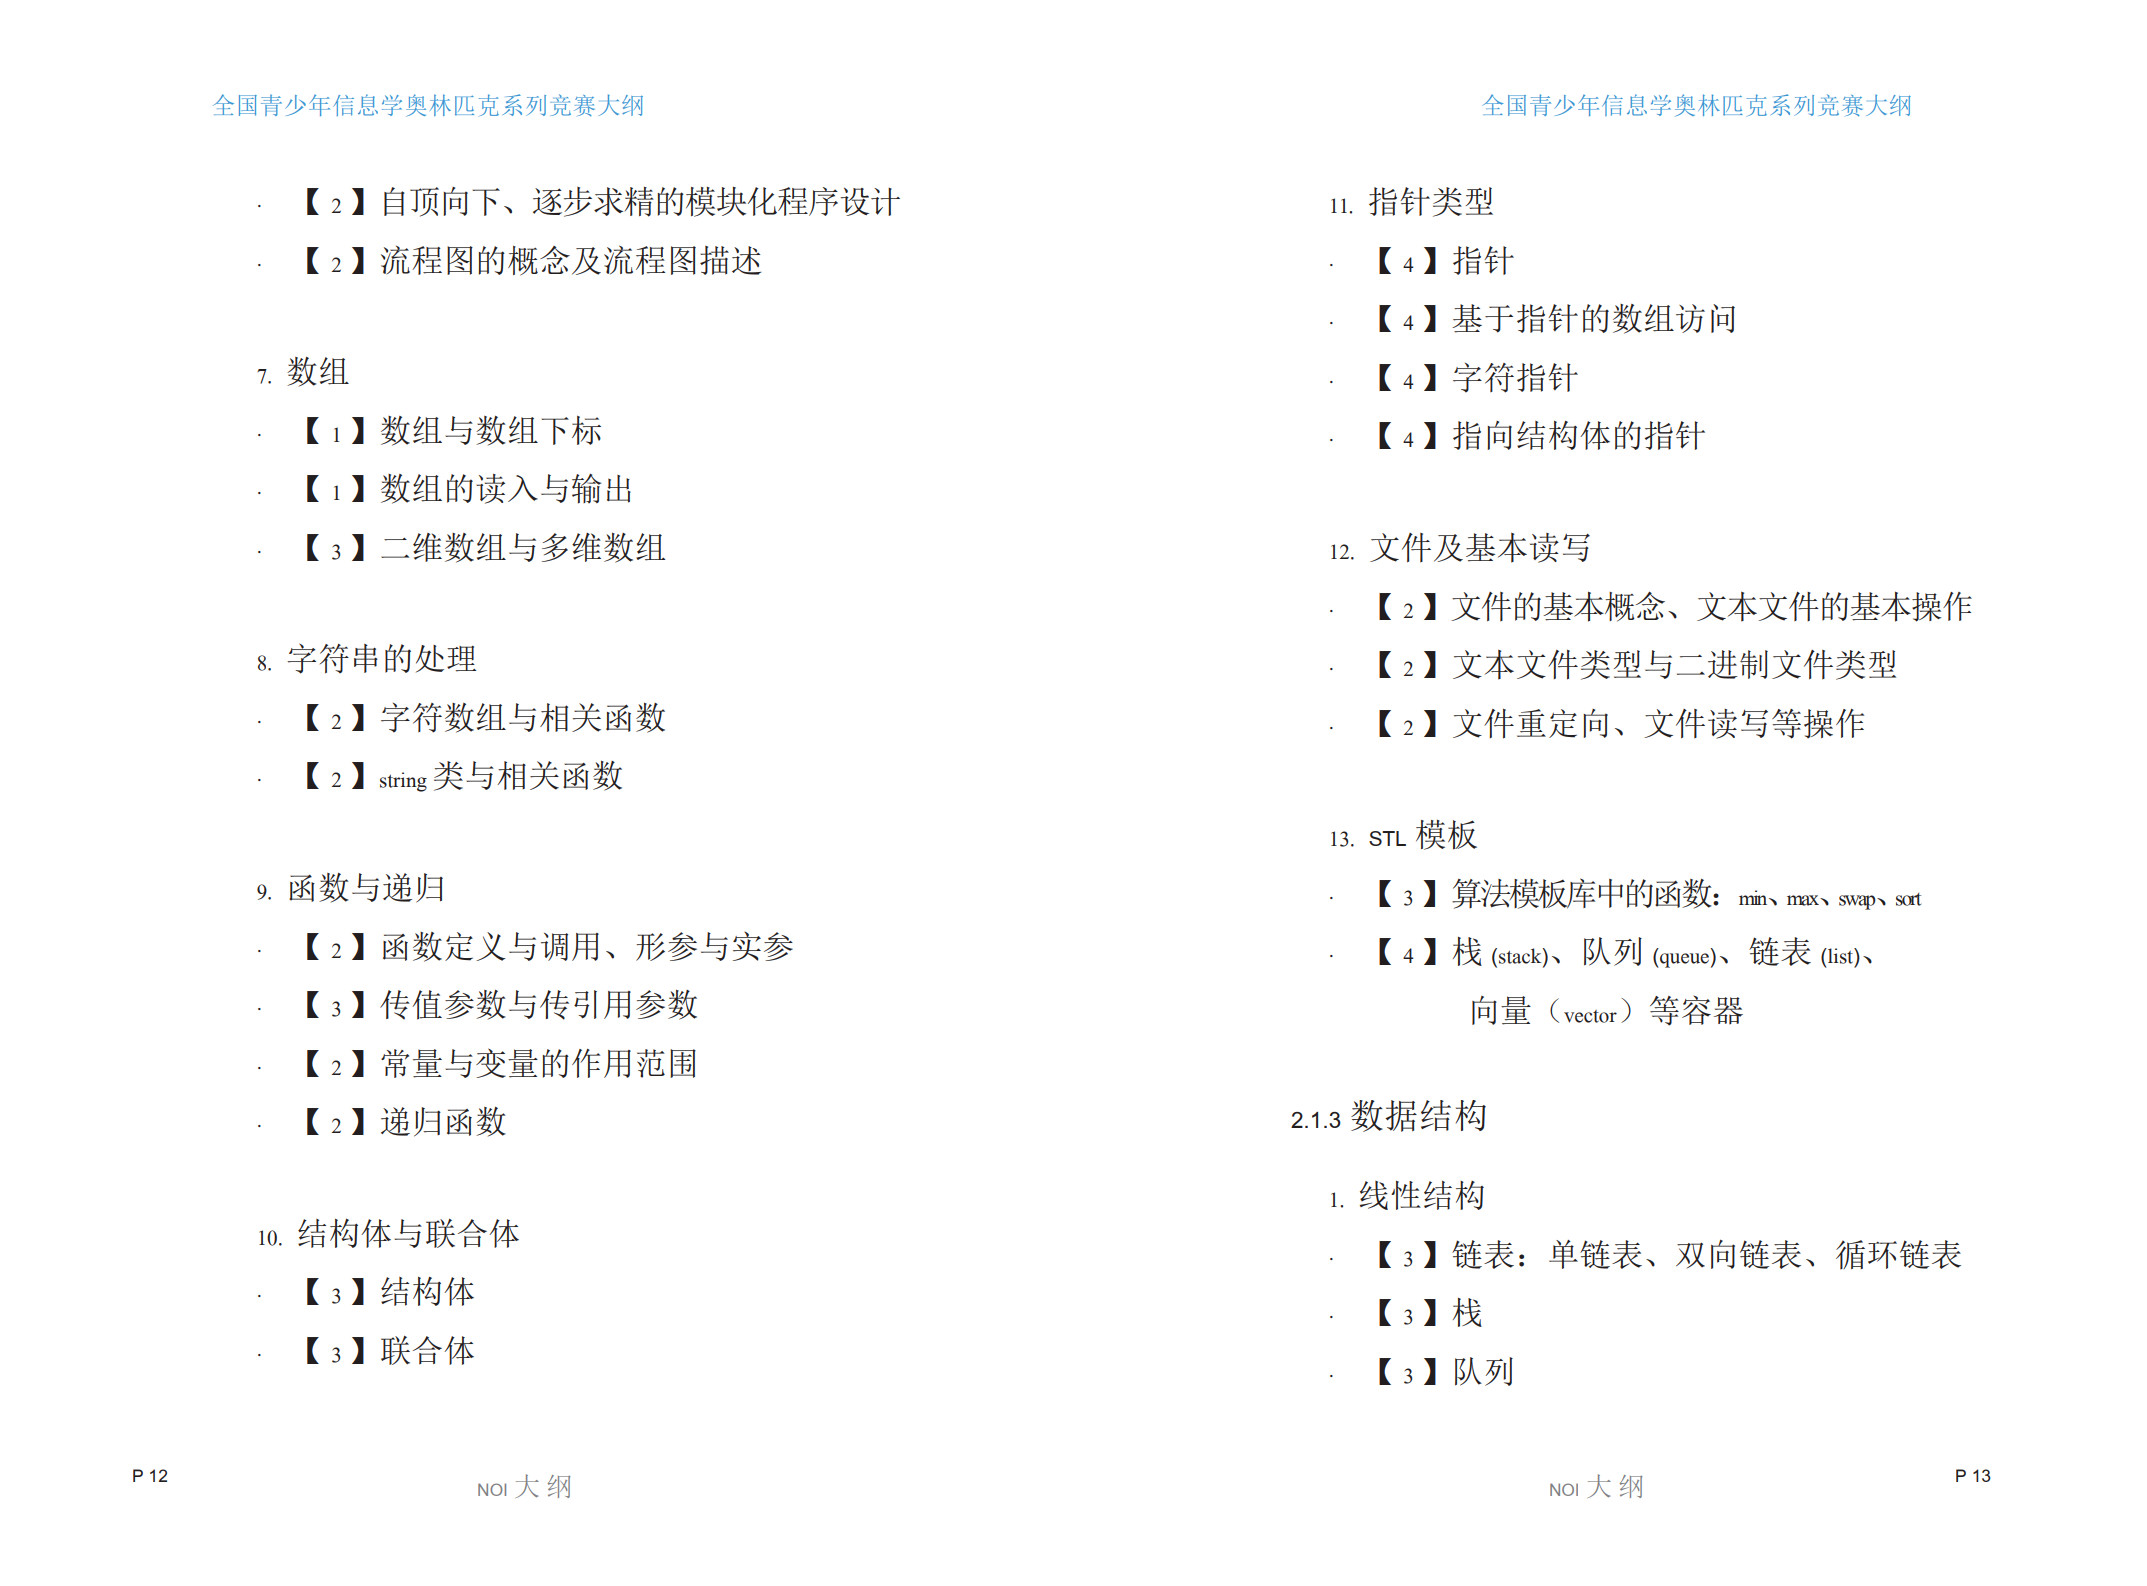 全国青少年信息学奥林匹克系列竞赛大纲
· 【 2 】自顶向下、逐步求精的模块化程序设计
· 【 2 】流程图的概念及流程图描述
7. 数组
· 【 1 】数组与数组下标
· 【 1 】数组的读入与输出
· 【 3 】二维数组与多维数组
8. 字符串的处理
· 【 2 】字符数组与相关函数
· 【 2 】string 类与相关函数
9. 函数与递归
· 【 2 】函数定义与调用、形参与实参
· 【 3 】传值参数与传引用参数
· 【 2 】常量与变量的作用范围
· 【 2 】递归函数
10. 结构体与联合体
· 【 3 】结构体
· 【 3 】联合体
P 12
NOI 大 纲
全国青少年信息学奥林匹克系列竞赛大纲
11. 指针类型
· 【 4 】指针
· 【 4 】基于指针的数组访问
· 【 4 】字符指针
· 【 4 】指向结构体的指针
12. 文件及基本读写
· 【 2 】文件的基本概念、文本文件的基本操作
· 【 2 】文本文件类型与二进制文件类型
· 【 2 】文件重定向、文件读写等操作
13. STL 模板
· 【 3 】算法模板库中的函数：min、max、swap、sort
· 【 4 】栈 (stack)、队列 (queue)、链表 (list)、
向量（vector）等容器
2.1.3 数据结构
1. 线性结构
· 【 3 】链表：单链表、双向链表、循环链表
· 【 3 】栈
· 【 3 】队列
NOI 大 纲
P 13